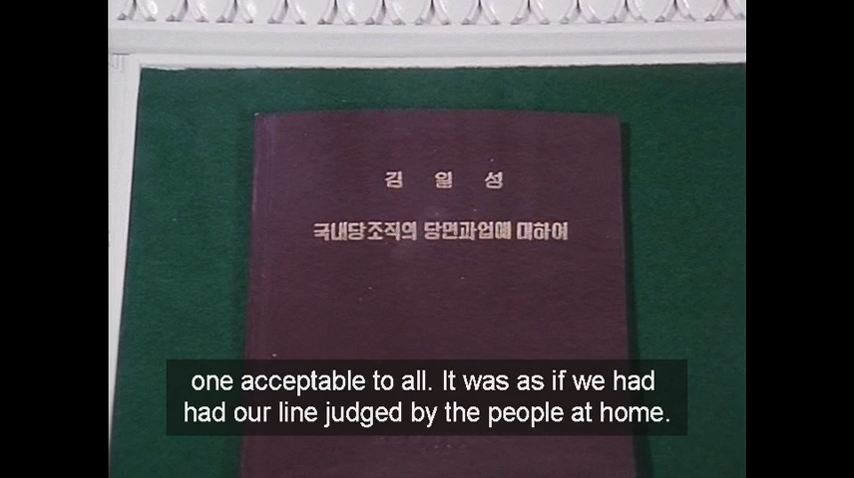 김 일 성
국내당조직의 당면과업에 대하여
one acceptable to all. It was as if we had
had our line judged by the people at home.